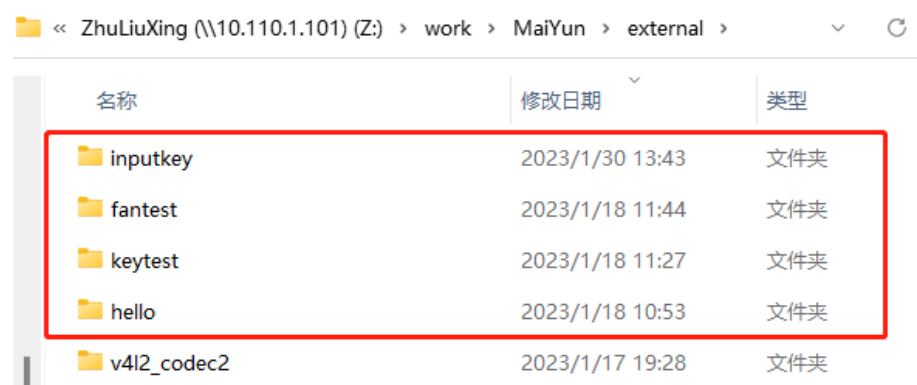 « ZhuLiuXing (\\10.110.1.101) (Z:) > work > MaiYun > external >
名称 修改日期 类型
inputkey 2023/1/30 13:43 文件夹
fantest 2023/1/18 11:44 文件夹
keytest 2023/1/18 11:27 文件夹
hello 2023/1/18 10:53 文件夹
v4l2_codec2 2023/1/17 19:28 文件夹